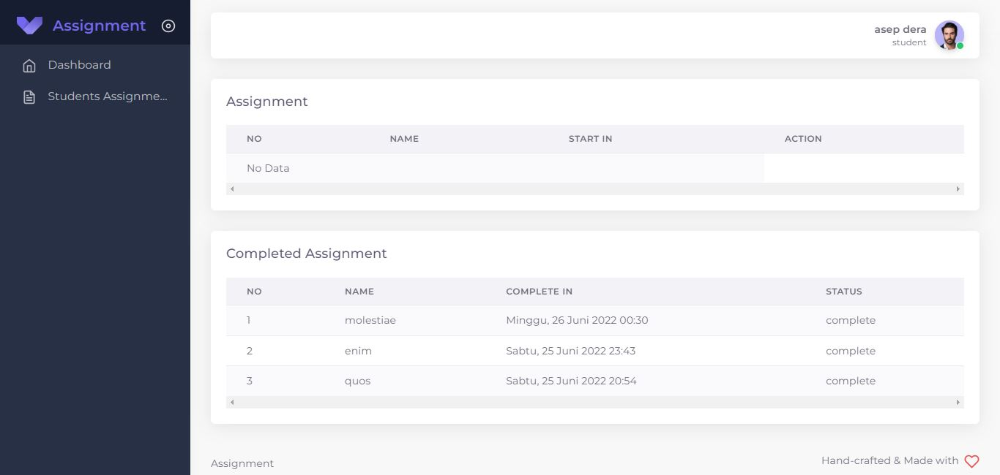 Assignment
Dashboard
Students Assignme...
asep dera
student
Assignment
NO NAME START IN ACTION
No Data
Completed Assignment
NO NAME COMPLETE IN STATUS
1 molestiae Minggu, 26 Juni 2022 00:30 complete
2 enim Sabtu, 25 Juni 2022 23:43 complete
3 quos Sabtu, 25 Juni 2022 20:54 complete
Assignment
Hand-crafted & Made with